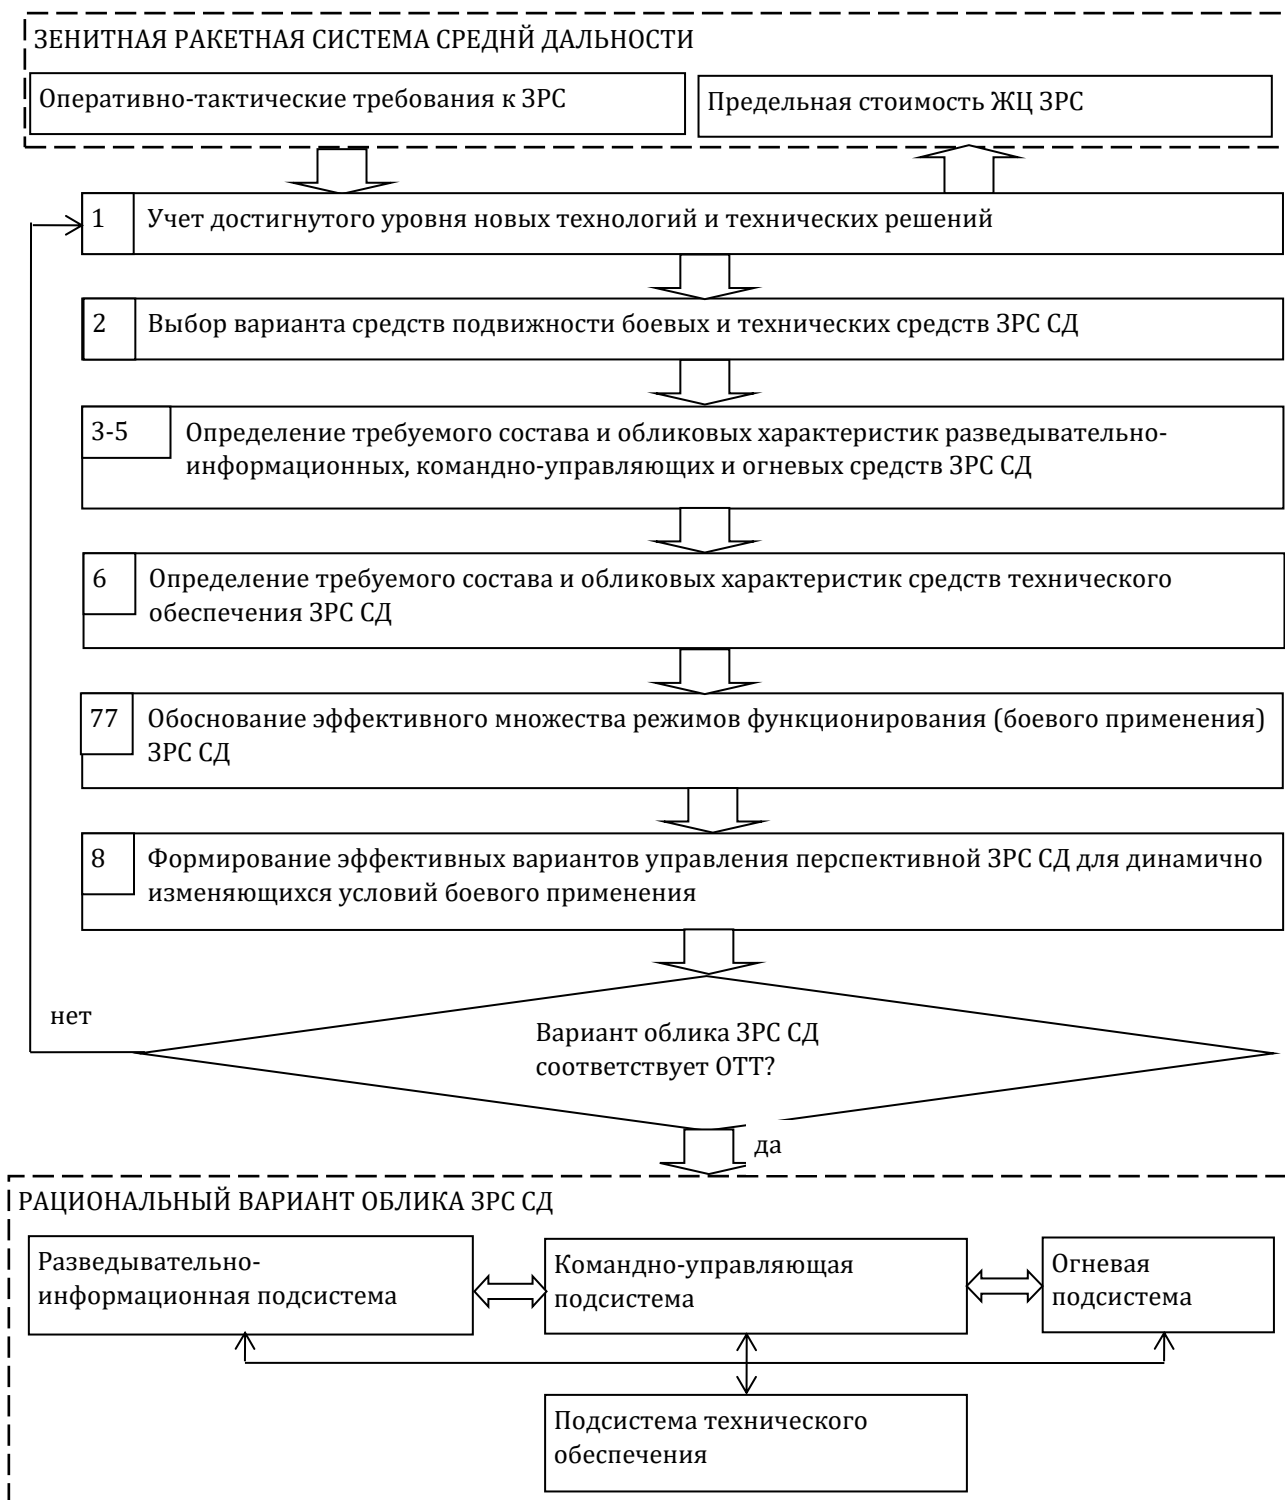 ЗЕНИТНАЯ РАКЕТНАЯ СИСТЕМА СРЕДНЙ ДАЛЬНОСТИ
Оперативно-тактические требования к ЗРС
Предельная стоимость ЖЦ ЗРС
1 Учет достигнутого уровня новых технологий и технических решений
2 Выбор варианта средств подвижности боевых и технических средств ЗРС СД
3-5 Определение требуемого состава и обликовых характеристик разведывательно-
информационных, командно-управляющих и огневых средств ЗРС СД
6 Определение требуемого состава и обликовых характеристик средств технического
обеспечения ЗРС СД
77 Обоснование эффективного множества режимов функционирования (боевого применения)
ЗРС СД
8 Формирование эффективных вариантов управления перспективной ЗРС СД для динамично
изменяющихся условий боевого применения
нет
Вариант облика ЗРС СД
соответствует ОТТ?
да
РАЦИОНАЛЬНЫЙ ВАРИАНТ ОБЛИКА ЗРС СД
Разведывательно-
информационная подсистема
Командно-управляющая
подсистема
Огневая
подсистема
Подсистема технического
обеспечения